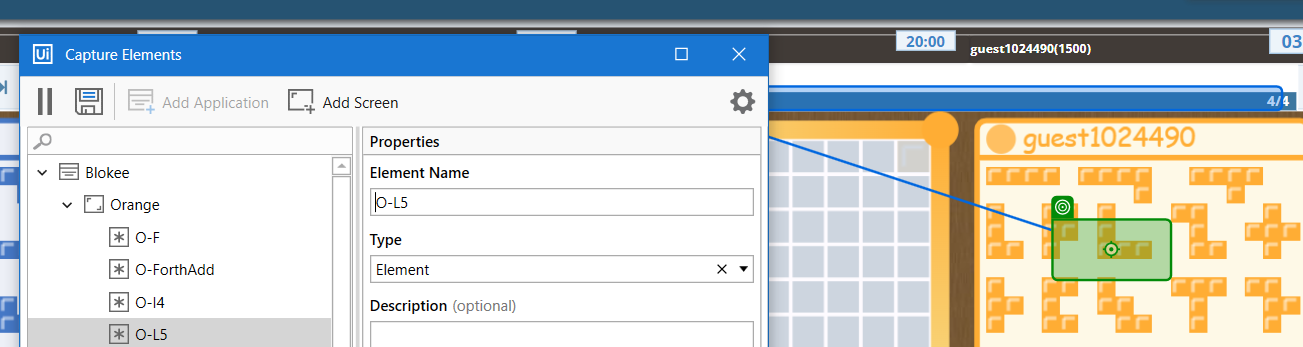 Ui Capture Elements
20:00
guest1024490(1500)
03
Add Application
Add Screen
4/4
Properties
guest1024490
Blokee
Element Name
Orange
O-L5
O-F
Type
O-ForthAdd
Element
O-I4
Description (optional)
O-L5